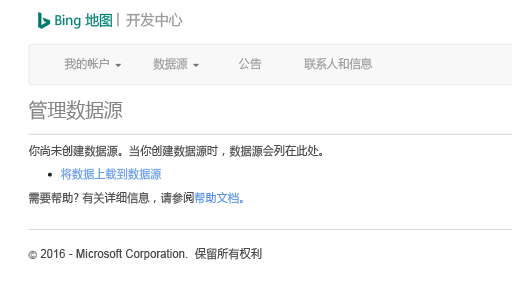 Bing 地图 | 开发中心
我的帐户 数据源 公告 联系人和信息
管理数据源
你尚未创建数据源。当你创建数据源时，数据源会列在此处。
• 将数据上载到数据源
需要帮助? 有关详细信息，请参阅帮助文档。
© 2016 - Microsoft Corporation. 保留所有权利